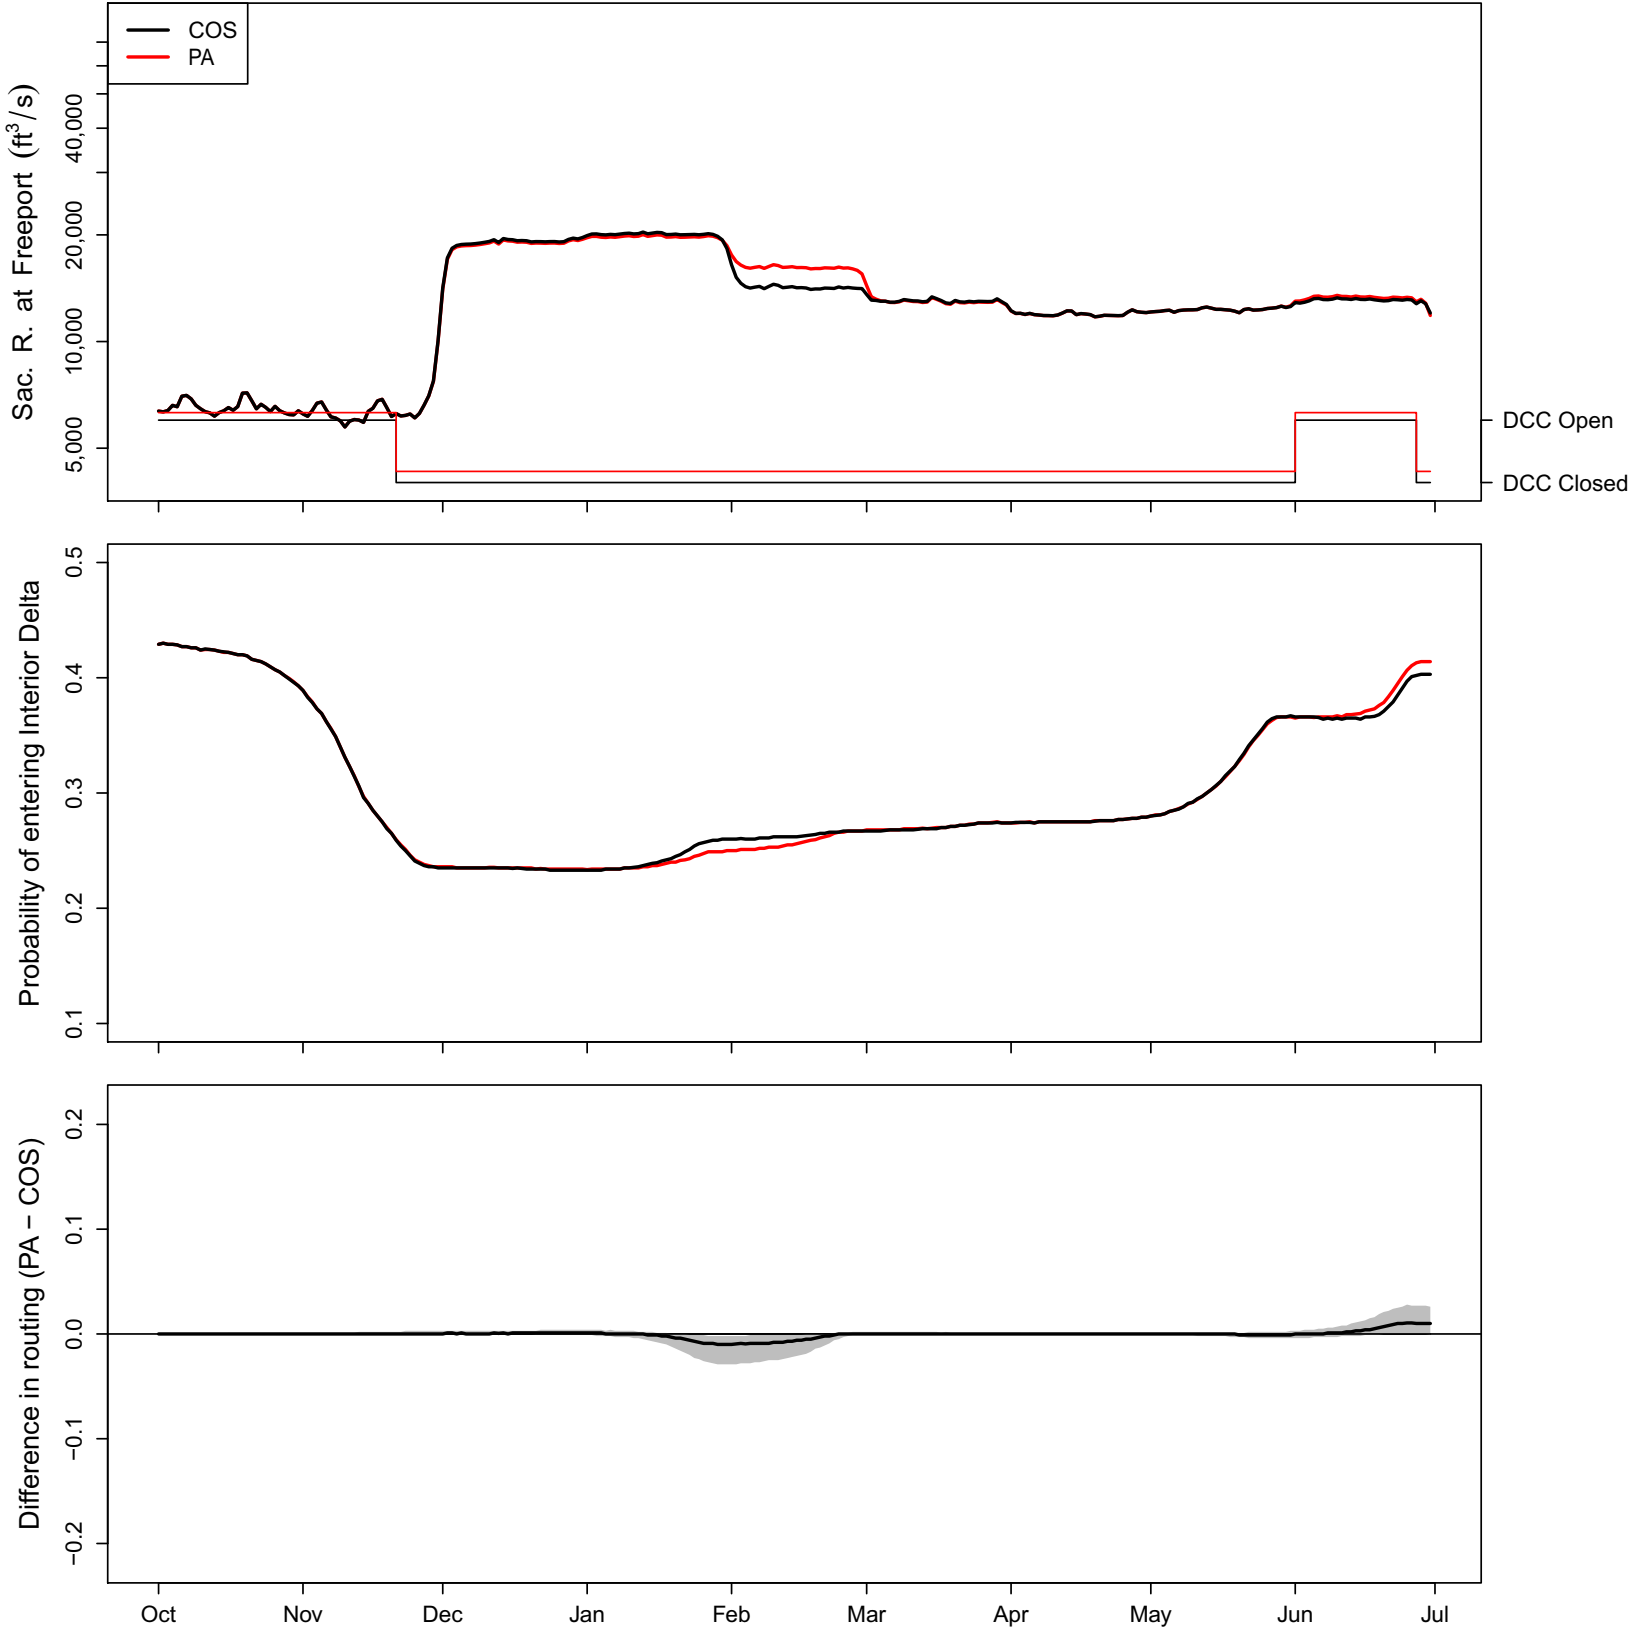 COS
PA
Sac. R. at Freeport (ft³/s)
40,000
20,000
10,000
5,000
DCC Open
DCC Closed
Probability of entering Interior Delta
0.5
0.4
0.3
0.2
0.1
Difference in routing (PA − COS)
0.2
0.1
0.0
−0.1
−0.2
Oct Nov Dec Jan Feb Mar Apr May Jun Jul